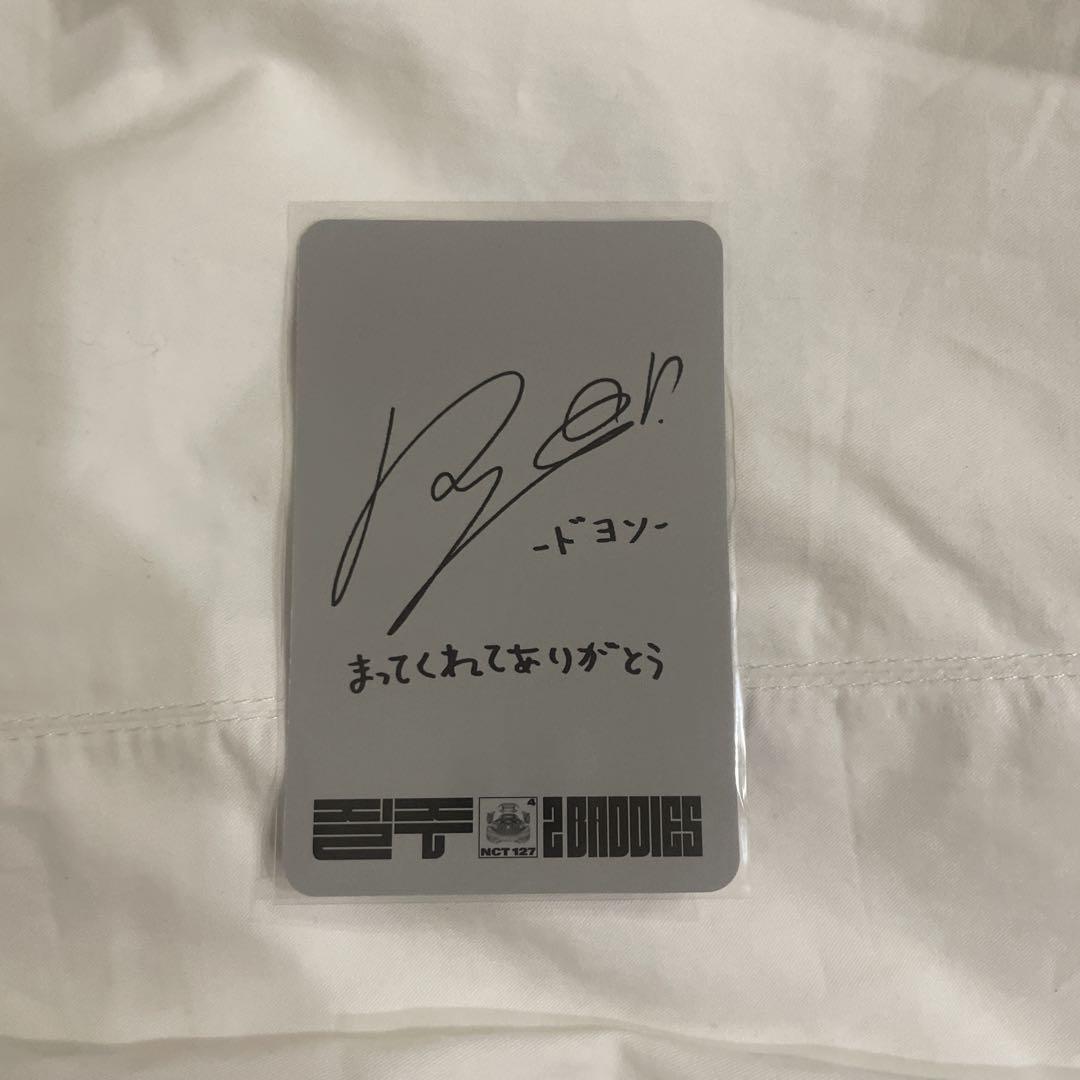 -ドヨン-
まってくれてありがとう
질주 4 NCT 127 2 BADDIES